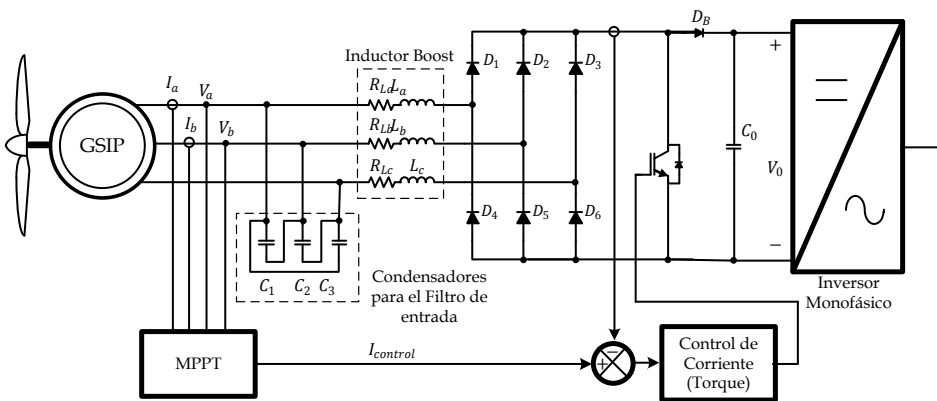 D_B
Inductor Boost
D_1
D_2
D_3
I_a
V_a
R_La L_a
I_b
V_b
R_Lb L_b
GSIP
R_Lc
L_c
C_0
V_0
+
−
D_4
D_5
D_6
C_1
C_2
C_3
Condensadores
para el Filtro de
entrada
Inversor
Monofásico
MPPT
I_control
+
−
Control de
Corriente
(Torque)